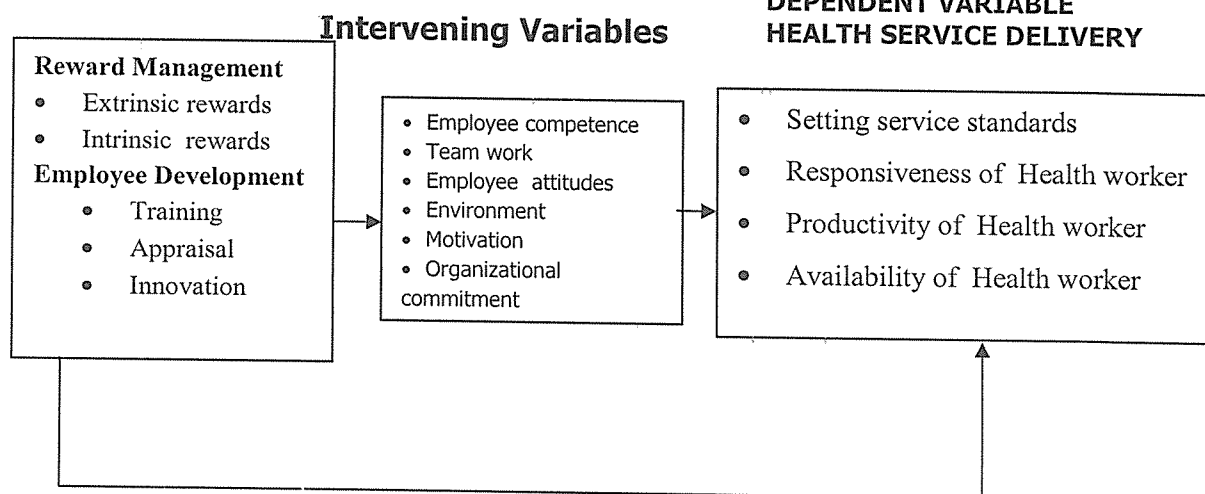 DEPENDENT VARIABLE
Intervening Variables
HEALTH SERVICE DELIVERY
Reward Management
• Extrinsic rewards
• Intrinsic rewards
Employee Development
• Training
• Appraisal
• Innovation
• Employee competence
• Team work
• Employee attitudes
• Environment
• Motivation
• Organizational
commitment
• Setting service standards
• Responsiveness of Health worker
• Productivity of Health worker
• Availability of Health worker